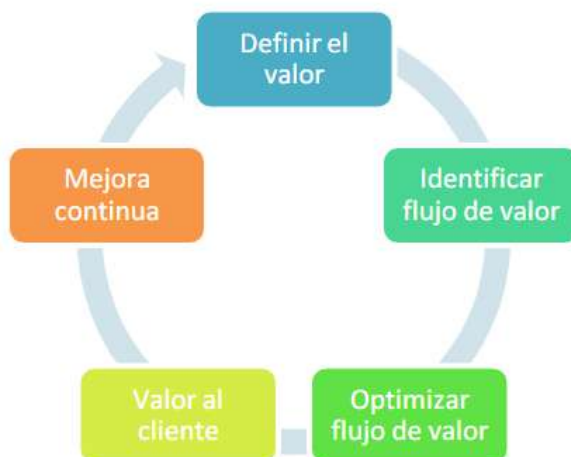 Definir el
valor
Identificar
flujo de valor
Optimizar
flujo de valor
Valor al
cliente
Mejora
continua